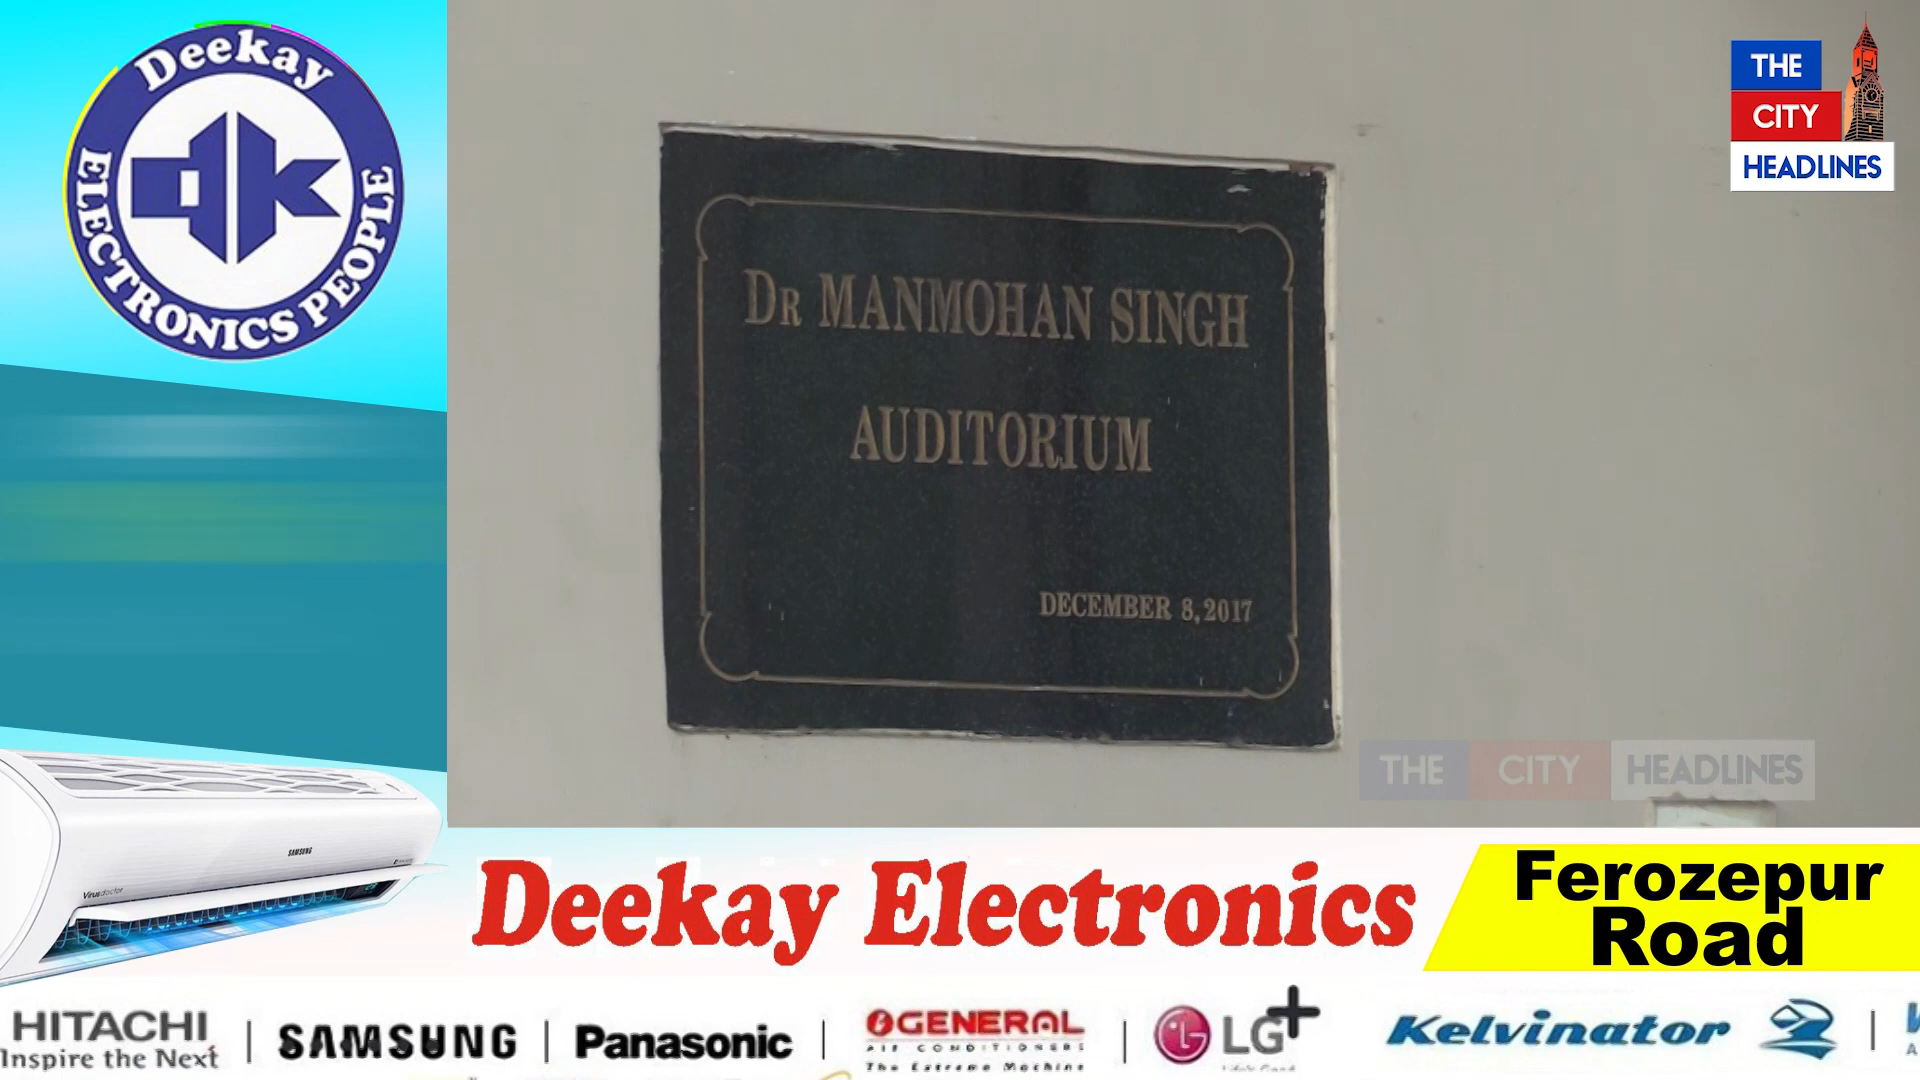 Deekay
ELECTRONICS PEOPLE
THE
CITY
HEADLINES
DR MANMOHAN SINGH
AUDITORIUM
DECEMBER 8, 2017
THE CITY HEADLINES
SAMSUNG
Virusdoctor
Deekay Electronics
Ferozepur
Road
HITACHI
Inspire the Next
SAMSUNG
Panasonic
GENERAL
AIR CONDITIONERS
The Extreme Machine
LG
Kelvinator